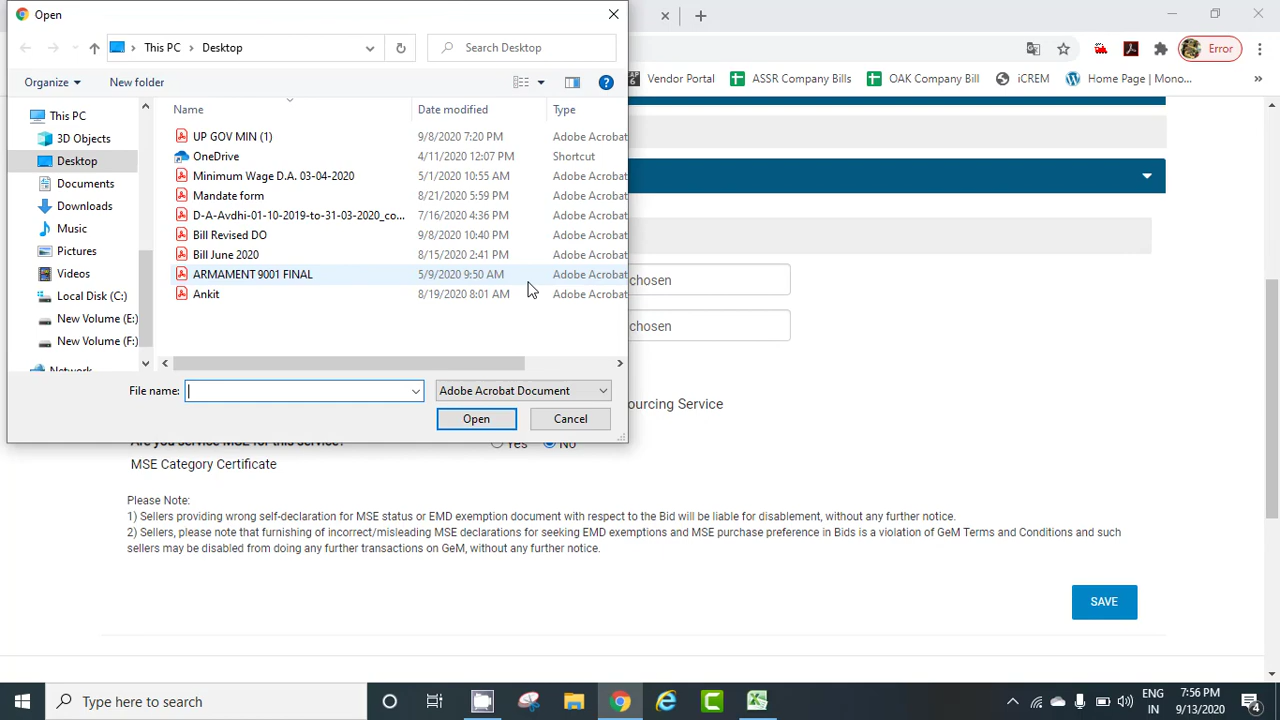 Open
This PC > Desktop
Search Desktop
Error
Organize
New folder
Vendor Portal
ASSR Company Bills
OAK Company Bill
iCREM
Home Page | Mono...
Name
Date modified
Type
This PC
3D Objects
Desktop
Documents
Downloads
Music
Pictures
Videos
Local Disk (C:)
New Volume (E:)
New Volume (F:)
UP GOV MIN (1) 9/8/2020 7:20 PM Adobe Acrobat
OneDrive 4/11/2020 12:07 PM Shortcut
Minimum Wage D.A. 03-04-2020 5/1/2020 10:55 AM Adobe Acrobat
Mandate form 8/21/2020 5:59 PM Adobe Acrobat
D-A-Avdhi-01-10-2019-to-31-03-2020_co... 7/16/2020 4:36 PM Adobe Acrobat
Bill Revised DO 9/8/2020 10:40 PM Adobe Acrobat
Bill June 2020 8/15/2020 2:41 PM Adobe Acrobat
ARMAMENT 9001 FINAL 5/9/2020 9:50 AM Adobe Acrobat
Ankit 8/19/2020 8:01 AM Adobe Acrobat
chosen
chosen
File name:
Adobe Acrobat Document
Open
Cancel
ourcing Service
Are you service MSE for this service?
Yes
No
MSE Category Certificate
Please Note:
1) Sellers providing wrong self-declaration for MSE status or EMD exemption document with respect to the Bid will be liable for disablement, without any further notice.
2) Sellers, please note that furnishing of incorrect/misleading MSE declarations for seeking EMD exemptions and MSE purchase preference in Bids is a violation of GeM Terms and Conditions and such
sellers may be disabled from doing any further transactions on GeM, without any further notice.
SAVE
Type here to search
ENG
IN
7:56 PM
9/13/2020
4